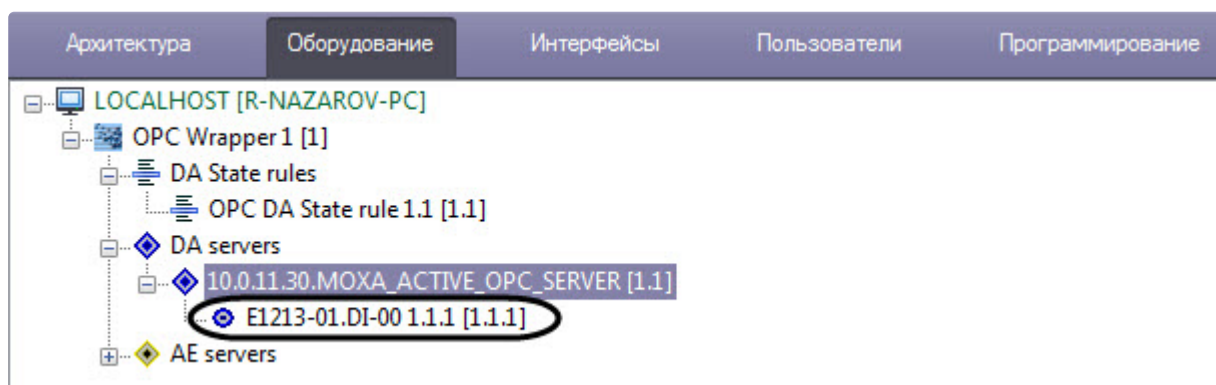 Архитектура Оборудование Интерфейсы Пользователи Программирование
LOCALHOST [R-NAZAROV-PC]
OPC Wrapper 1 [1]
DA State rules
OPC DA State rule 1.1 [1.1]
DA servers
10.0.11.30.MOXA_ACTIVE_OPC_SERVER [1.1]
E1213-01.DI-00 1.1.1 [1.1.1]
AE servers